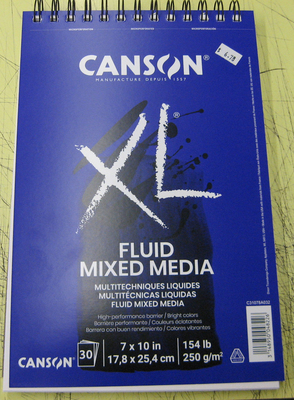 CANSON®
MANUFACTURE DEPUIS 1557
XL®
FLUID
MIXED MEDIA
MULTITECHNIQUES LIQUIDES
MULTITÉCNICAS LIQUIDAS
FLUID MIXED MEDIA
High-performance barrier / Bright colors
Barrière performante / Couleurs éclatantes
Barrera con buen rendimiento / Colores vibrantes
CANSON®
30
7 x 10 in
17,8 x 25,4 cm
154 lb
250 g/m²